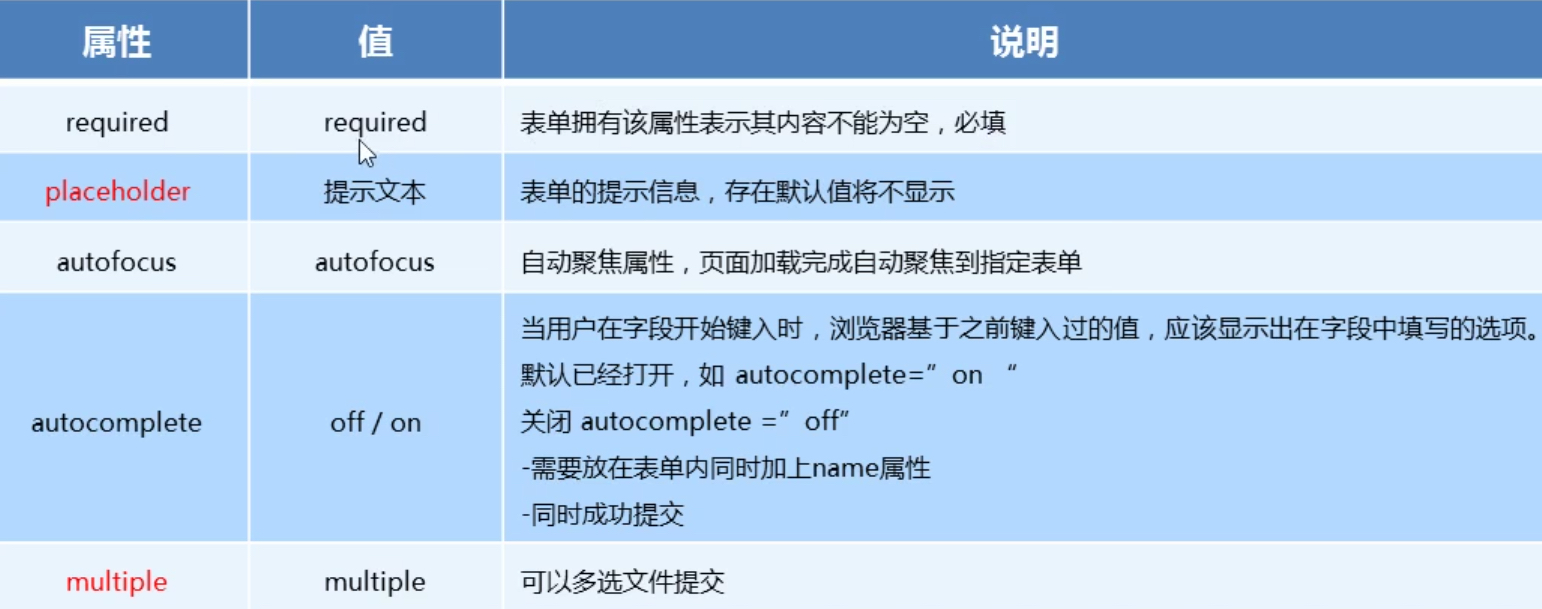 属性 值 说明
required required 表单拥有该属性表示其内容不能为空，必填
placeholder 提示文本 表单的提示信息，存在默认值将不显示
autofocus autofocus 自动聚焦属性，页面加载完成自动聚焦到指定表单
autocomplete off / on 当用户在字段开始键入时，浏览器基于之前键入过的值，应该显示出在字段中填写的选项。
默认已经打开，如 autocomplete=”on “
关闭 autocomplete =”off”
-需要放在表单内同时加上name属性
-同时成功提交
multiple multiple 可以多选文件提交